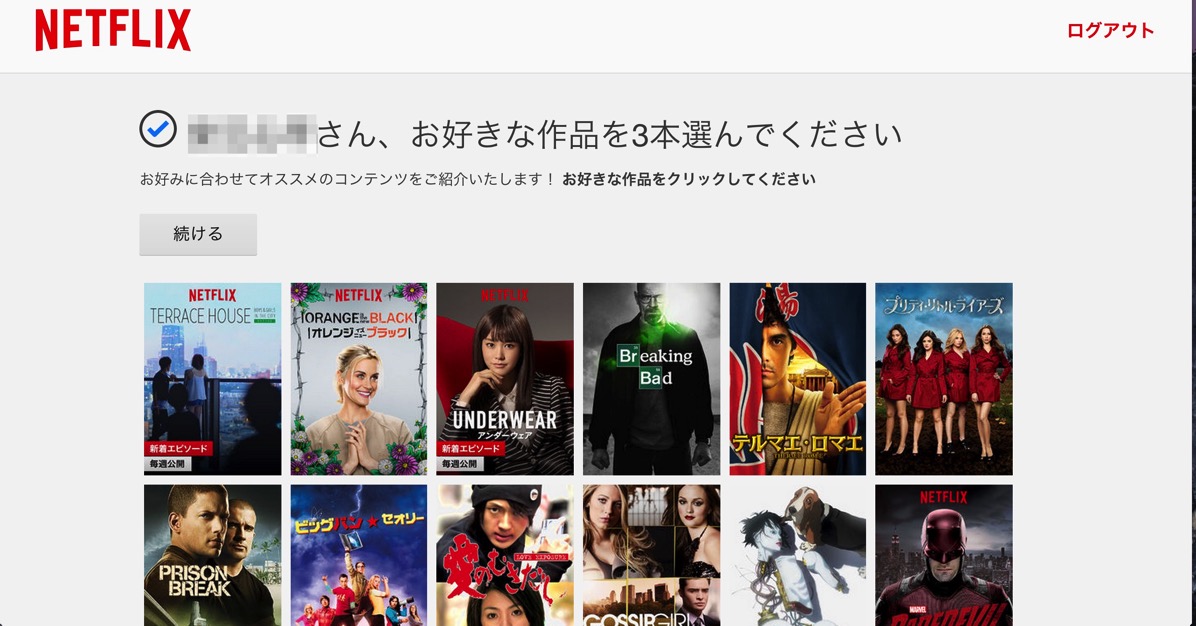 NETFLIX
ログアウト
さん、お好きな作品を3本選んでください
お好みに合わせてオススメのコンテンツをご紹介いたします！ お好きな作品をクリックしてください
続ける
NETFLIX
TERRACE HOUSE
新着エピソード
毎週公開
NETFLIX
ORANGE IS THE NEW BLACK
オレンジ・イズ・ニュー・ブラック
NETFLIX
UNDERWEAR
アンダーウェア
新着エピソード
毎週公開
Breaking
Bad
湯
テルマエ・ロマエ
プリティ・リトル・ライアーズ
PRISON
BREAK
ビッグバン★セオリー
愛のむきだし
LOVE EXPOSURE
GOSSIP GIRL
NETFLIX
MARVEL
DAREDEVIL